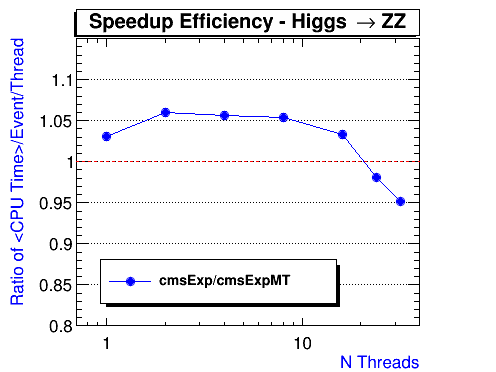 Speedup Efficiency - Higgs → ZZ
Ratio of <CPU Time>/Event/Thread
1.1
1.05
1
0.95
0.9
0.85
0.8
cmsExp/cmsExpMT
1
10
N Threads